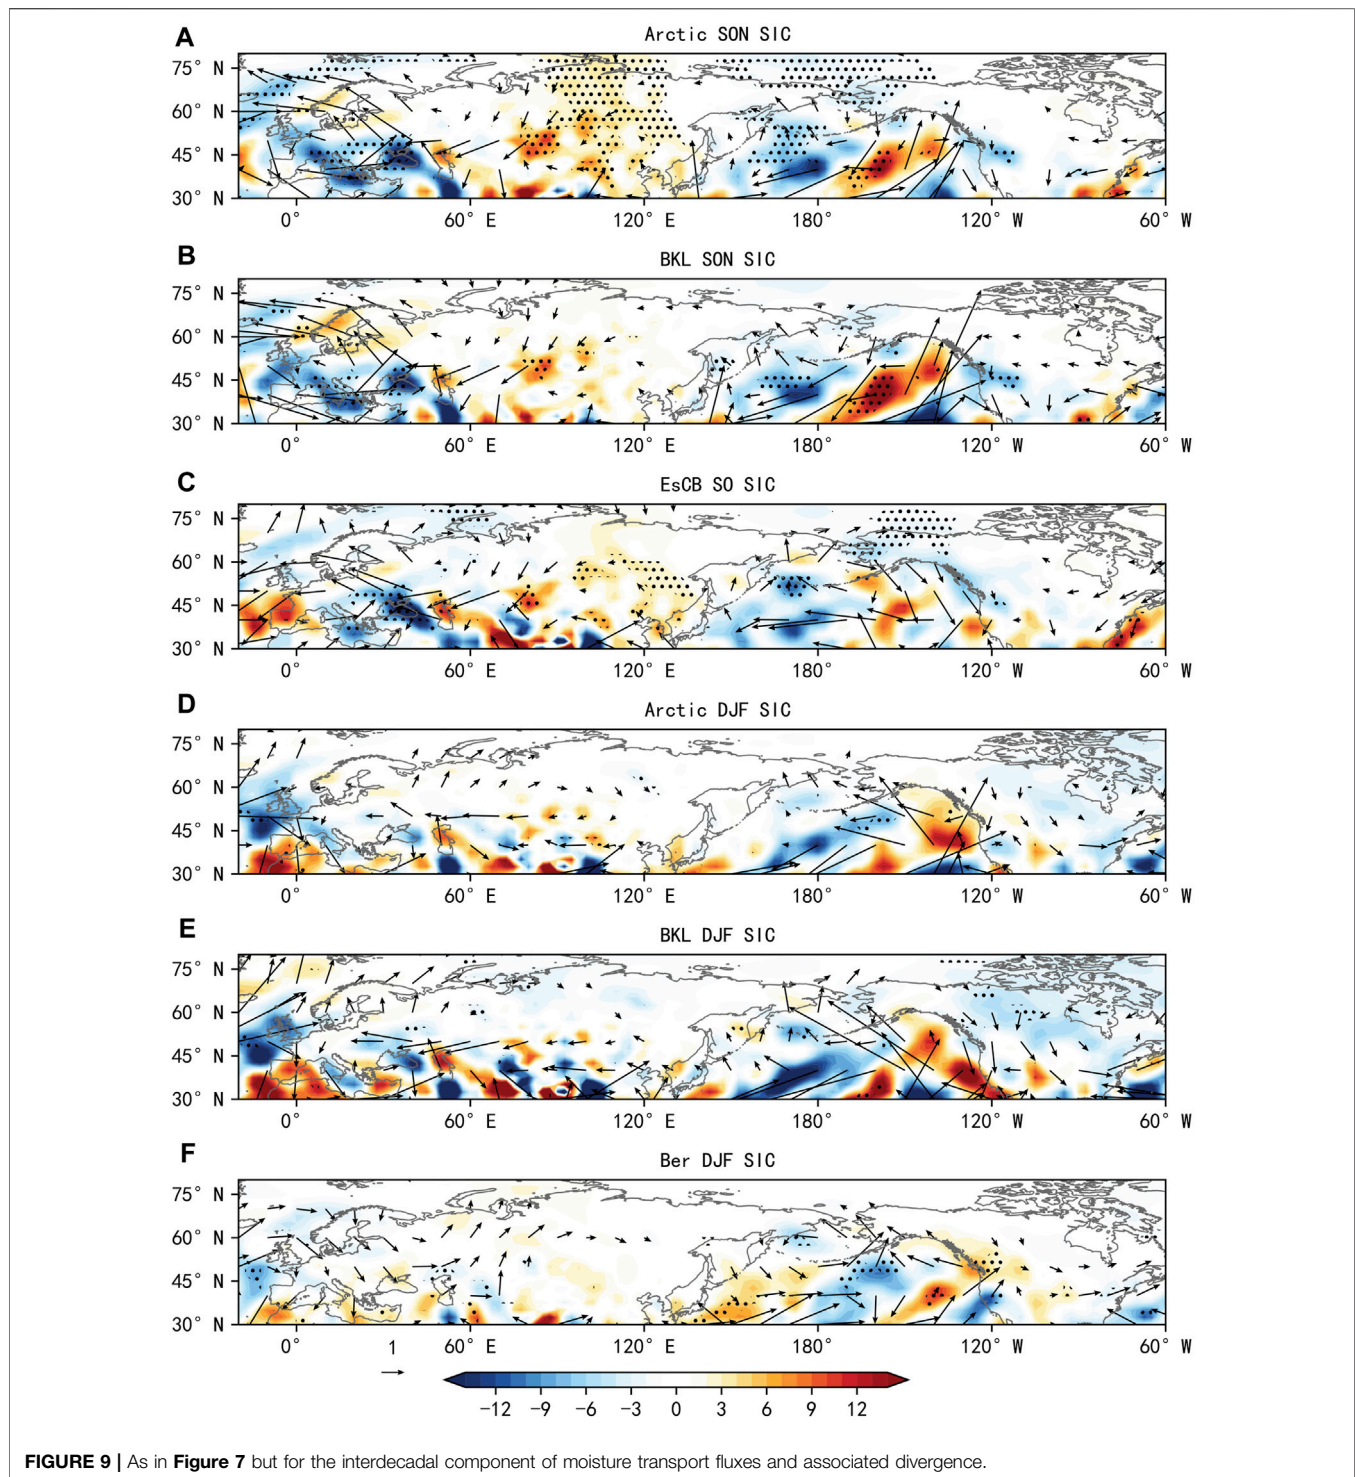 A
Arctic SON SIC
75° N
60° N
45° N
30° N
0° 60° E 120° E 180° 120° W 60° W
B
BKL SON SIC
75° N
60° N
45° N
30° N
0° 60° E 120° E 180° 120° W 60° W
C
EsCB SO SIC
75° N
60° N
45° N
30° N
0° 60° E 120° E 180° 120° W 60° W
D
Arctic DJF SIC
75° N
60° N
45° N
30° N
0° 60° E 120° E 180° 120° W 60° W
E
BKL DJF SIC
75° N
60° N
45° N
30° N
0° 60° E 120° E 180° 120° W 60° W
F
Ber DJF SIC
75° N
60° N
45° N
30° N
0° 60° E 120° E 180° 120° W 60° W
1
−12 −9 −6 −3 0 3 6 9 12
FIGURE 9 | As in Figure 7 but for the interdecadal component of moisture transport fluxes and associated divergence.